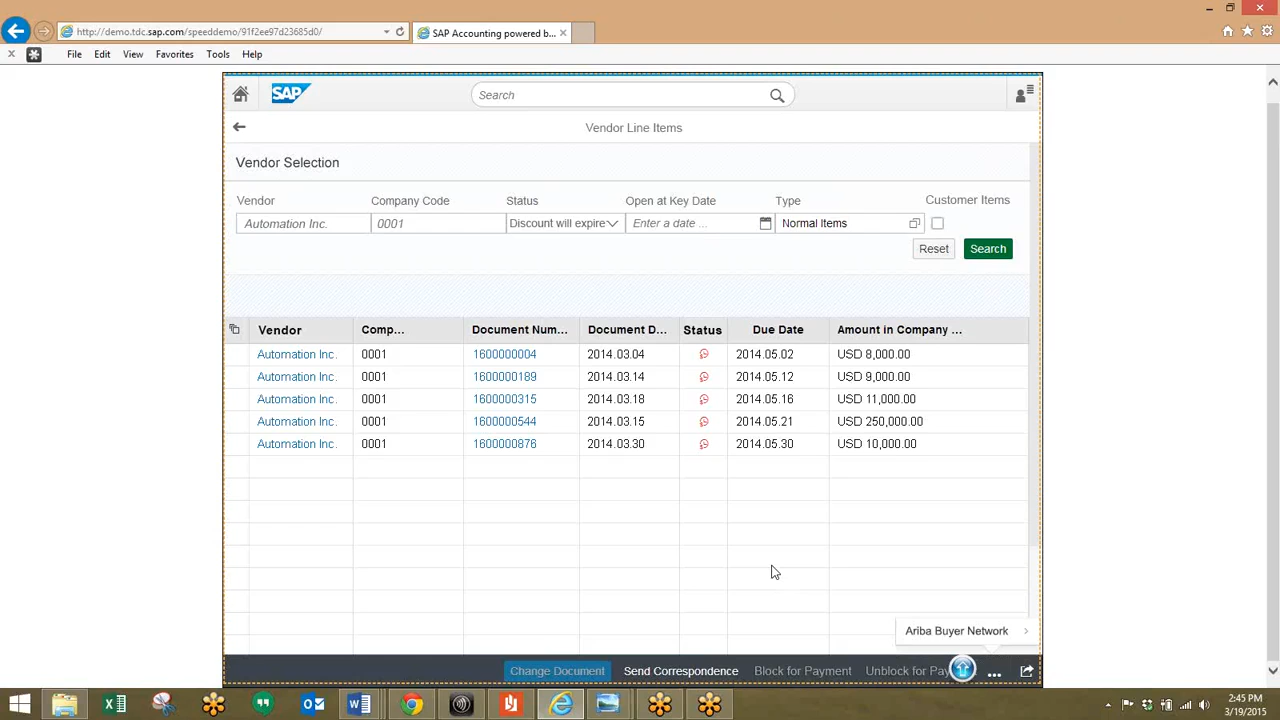 http://demo.tdc.sap.com/speeddemo/91f2ee97d23685d0/
SAP Accounting powered b...
File Edit View Favorites Tools Help
SAP
Search
Vendor Line Items
Vendor Selection
Vendor Company Code Status Open at Key Date Type Customer Items
Automation Inc. 0001 Discount will expire Enter a date ... Normal Items
Reset Search
Vendor Comp... Document Num... Document D... Status Due Date Amount in Company ...
Automation Inc. 0001 1600000004 2014.03.04 2014.05.02 USD 8,000.00
Automation Inc. 0001 1600000189 2014.03.14 2014.05.12 USD 9,000.00
Automation Inc. 0001 1600000315 2014.03.18 2014.05.16 USD 11,000.00
Automation Inc. 0001 1600000544 2014.03.15 2014.05.21 USD 250,000.00
Automation Inc. 0001 1600000876 2014.03.30 2014.05.30 USD 10,000.00
Ariba Buyer Network
Change Document Send Correspondence Block for Payment Unblock for Pay
2:45 PM
3/19/2015